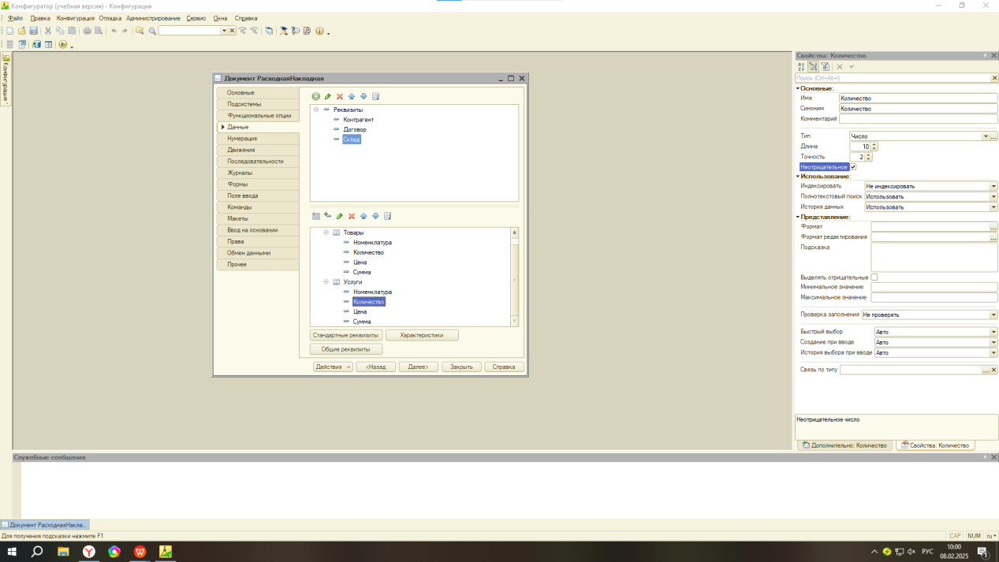 Конфигуратор (учебная версия) - Конфигурация
Файл Правка Конфигурация Отладка Администрирование Сервис Окна Справка
Конфигурация
Документ РасходнаяНакладная
Основные
Подсистемы
Функциональные опции
Данные
Нумерация
Движения
Последовательности
Журналы
Формы
Поле ввода
Команды
Макеты
Ввод на основании
Права
Обмен данными
Прочее
Реквизиты
Контрагент
Договор
Склад
Товары
Номенклатура
Количество
Цена
Сумма
Услуги
Номенклатура
Количество
Цена
Сумма
Стандартные реквизиты Характеристики
Общие реквизиты
Действия <Назад Далее> Закрыть Справка
Свойства: Количество
Поиск (Ctrl+Alt+I)
Основные:
Имя Количество
Синоним Количество
Комментарий
Тип Число
Длина 10
Точность 2
Неотрицательное
Использование:
Индексировать Не индексировать
Полнотекстовый поиск Использовать
История данных Использовать
Представление:
Формат
Формат редактирования
Подсказка
Выделять отрицательные
Минимальное значение
Максимальное значение
Проверка заполнения Не проверять
Быстрый выбор Авто
Создание при вводе Авто
История выбора при вводе Авто
Связь по типу
Неотрицательное число
Дополнительно: Количество Свойства: Количество
Служебные сообщения
Документ РасходнаяНакла...
Для получения подсказки нажмите F1
CAP NUM ru
РУС
10:00
08.02.2025
1